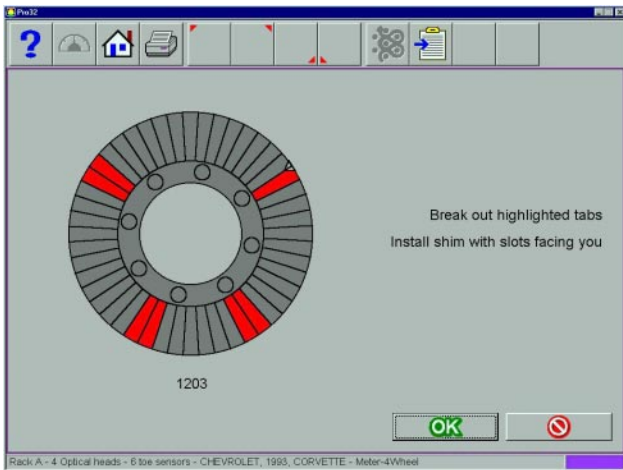 Pro32
?
Break out highlighted tabs
Install shim with slots facing you
1203
OK
Rack A - 4 Optical heads - 6 toe sensors - CHEVROLET, 1993, CORVETTE - Meter-4Wheel